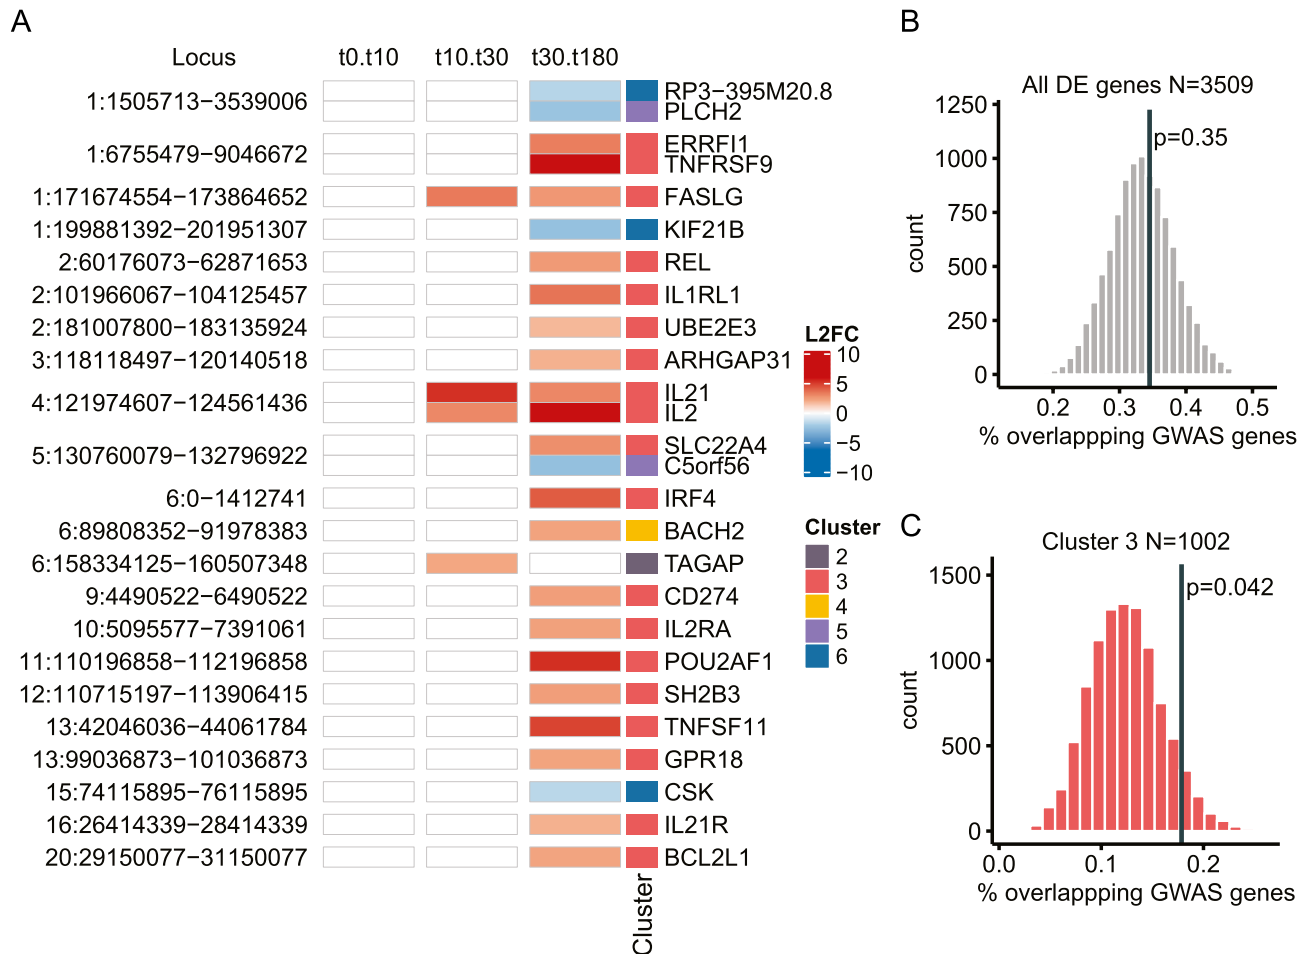 A
Locus t0.t10 t10.t30 t30.t180
1:1505713−3539006 RP3−395M20.8
PLCH2
1:6755479−9046672 ERRFI1
TNFRSF9
1:171674554−173864652 FASLG
1:199881392−201951307 KIF21B
2:60176073−62871653 REL
2:101966067−104125457 IL1RL1
2:181007800−183135924 UBE2E3
3:118118497−120140518 ARHGAP31
4:121974607−124561436 IL21
IL2
5:130760079−132796922 SLC22A4
C5orf56
6:0−1412741 IRF4
6:89808352−91978383 BACH2
6:158334125−160507348 TAGAP
9:4490522−6490522 CD274
10:5095577−7391061 IL2RA
11:110196858−112196858 POU2AF1
12:110715197−113906415 SH2B3
13:42046036−44061784 TNFSF11
13:99036873−101036873 GPR18
15:74115895−76115895 CSK
16:26414339−28414339 IL21R
20:29150077−31150077 BCL2L1
Cluster
L2FC
10
5
0
−5
−10
Cluster
2
3
4
5
6
B
All DE genes N=3509
p=0.35
count
1250
1000
750
500
250
0
0.2 0.3 0.4 0.5
% overlappping GWAS genes
C
Cluster 3 N=1002
p=0.042
count
1500
1000
500
0
0.0 0.1 0.2
% overlappping GWAS genes